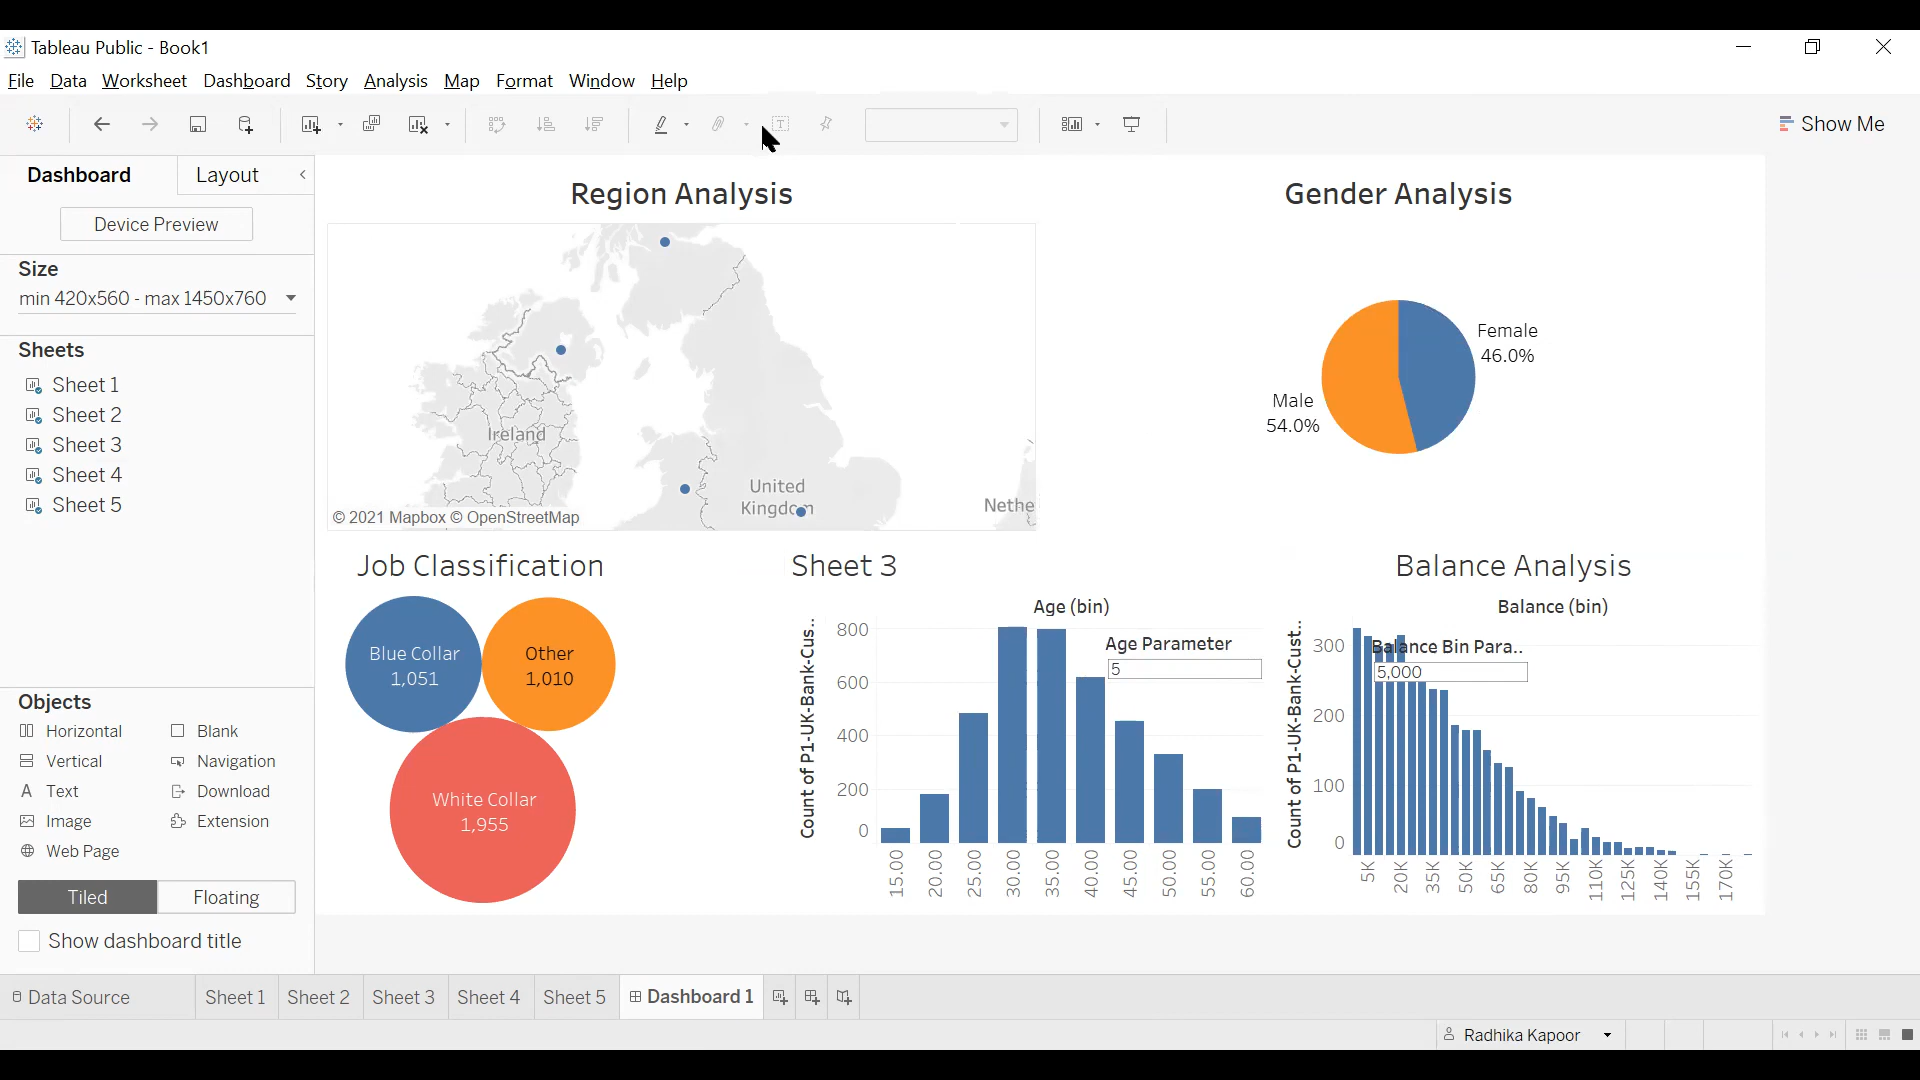 Tableau Public - Book1
File Data Worksheet Dashboard Story Analysis Map Format Window Help
Show Me
Dashboard Layout
Device Preview
Size
min 420x560 - max 1450x760
Sheets
Sheet 1
Sheet 2
Sheet 3
Sheet 4
Sheet 5
Objects
Horizontal Blank
Vertical Navigation
A Text Download
Image Extension
Web Page
Tiled Floating
Show dashboard title
Region Analysis
Ireland
United
Kingdom
Nethe
© 2021 Mapbox © OpenStreetMap
Gender Analysis
Female
46.0%
Male
54.0%
Job Classification
Blue Collar
1,051
Other
1,010
White Collar
1,955
Sheet 3
Age (bin)
Count of P1-UK-Bank-Cus..
800
600
400
200
0
Age Parameter
5
15.00 20.00 25.00 30.00 35.00 40.00 45.00 50.00 55.00 60.00
Balance Analysis
Balance (bin)
Count of P1-UK-Bank-Cust..
300
200
100
0
Balance Bin Para..
5,000
5K 20K 35K 50K 65K 80K 95K 110K 125K 140K 155K 170K
Data Source Sheet 1 Sheet 2 Sheet 3 Sheet 4 Sheet 5 Dashboard 1
Radhika Kapoor